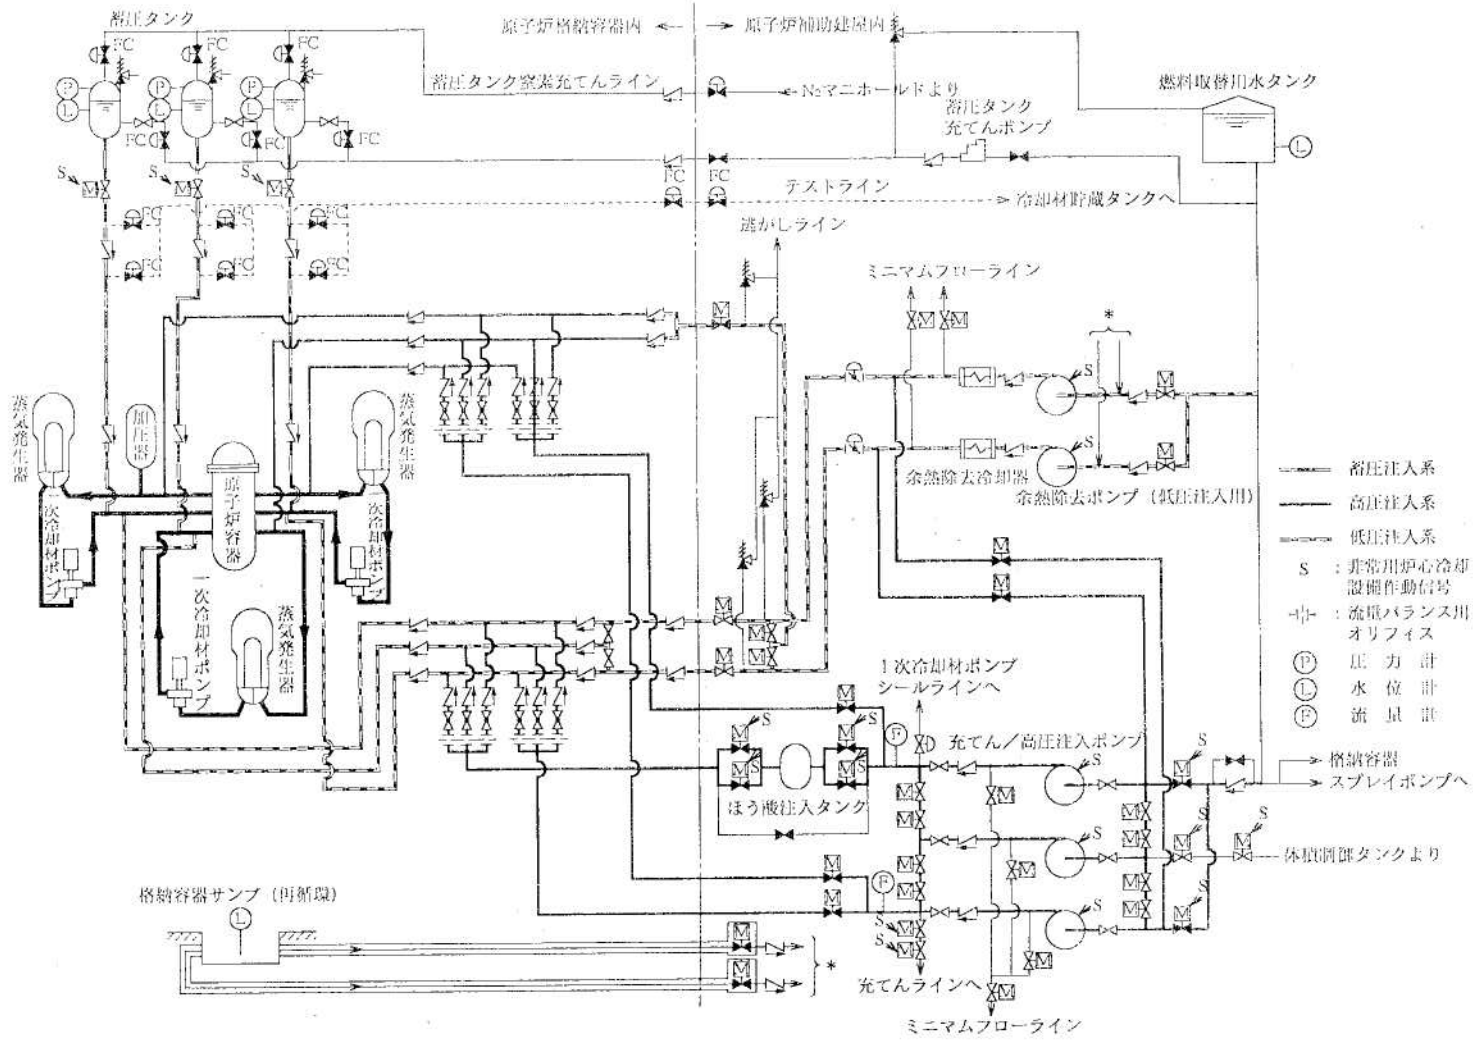 蓄圧タンク
原子炉格納容器内
原子炉補助建屋内
FC
FC
FC
蓄圧タンク窒素充てんライン
N₂マニホールドより
燃料取替用水タンク
P
P
P
L
L
L
蓄圧タンク
充てんポンプ
FC
FC
FC
L
S
S
S
FC
FC
テストライン
冷却材貯蔵タンクへ
FC
FC
FC
逃がしライン
FC
FC
FC
ミニマムフローライン
M
M
M
*
S
M
蒸気発生器
加圧器
蒸気発生器
原子炉容器
S
M
余熱除去冷却器
余熱除去ポンプ(低圧注入用)
蓄圧注入系
高圧注入系
低圧注入系
S : 非常用炉心冷却
設備作動信号
: 流量バランス用
オリフィス
P 圧力計
L 水位計
F 流量計
一次冷却材ポンプ
一次冷却材ポンプ
一次冷却材ポンプ
蒸気発生器
M
M
M
M
M
M
1次冷却材ポンプ
シールラインへ
M
M
S
M
S
F
充てん/高圧注入ポンプ
S
M
S
M
S
ほう酸注入タンク
S
M
格納容器
スプレイポンプへ
M
M
M
S
M
M
M
S
M
S
M
体積制御タンクより
M
M
M
M
M
M
F
M
M
S
S
M
S
M
S
M
格納容器サンプ(再循環)
L
M
M
*
M
M
充てんラインへ
ミニマムフローライン